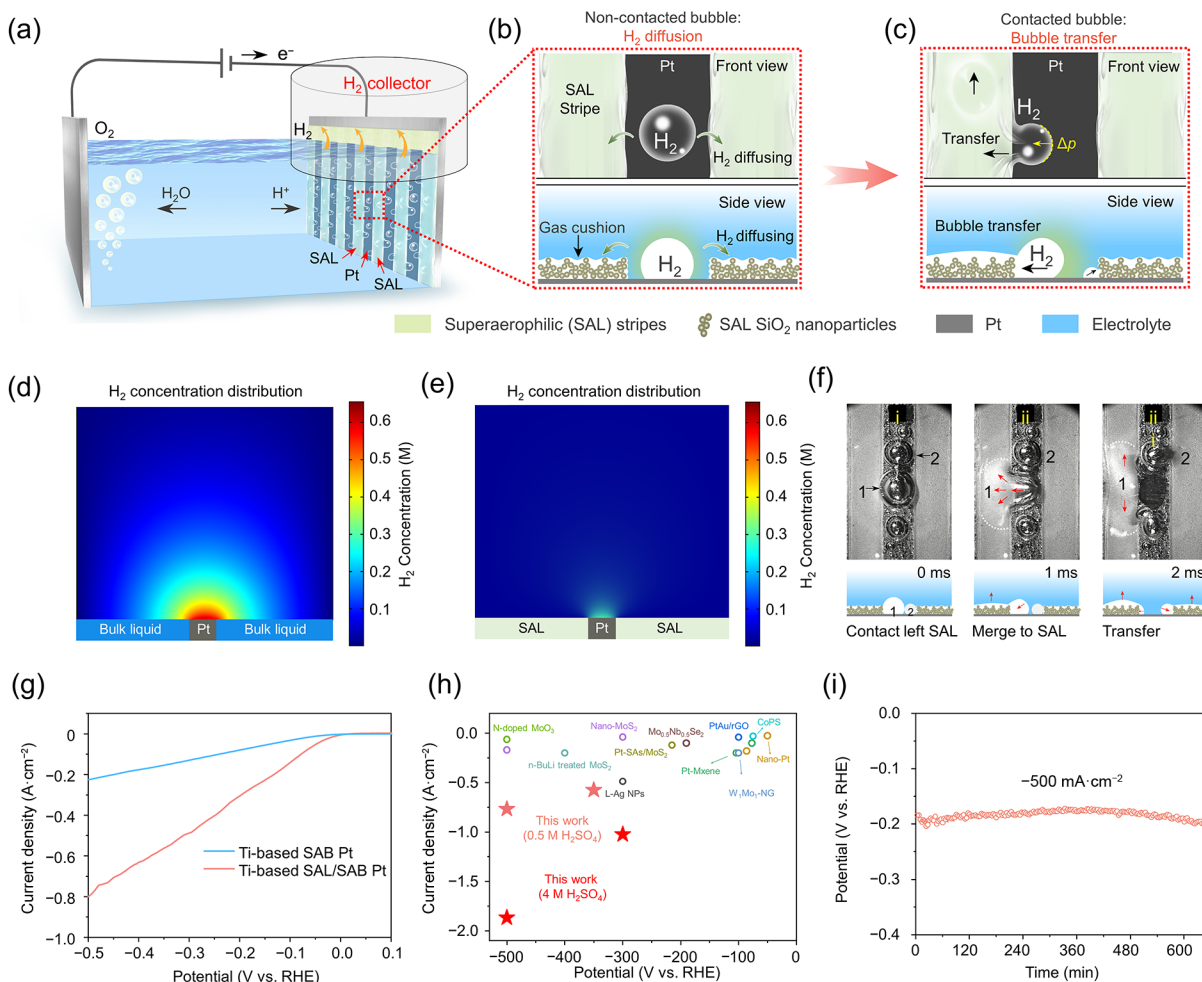 (a)
e⁻
H₂ collector
O₂
H₂
H₂O
H⁺
SAL
Pt
SAL
(b)
Non-contacted bubble:
H₂ diffusion
Pt
Front view
SAL
Stripe
H₂
H₂ diffusing
Side view
Gas cushion
H₂ diffusing
H₂
(c)
Contacted bubble:
Bubble transfer
Pt
Front view
H₂
Transfer
Δp
Side view
Bubble transfer
H₂
Superaerophilic (SAL) stripes
SAL SiO₂ nanoparticles
Pt
Electrolyte
(d)
H₂ concentration distribution
0.6
0.5
0.4
0.3
0.2
0.1
H₂ Concentration (M)
Bulk liquid
Pt
Bulk liquid
(e)
H₂ concentration distribution
0.6
0.5
0.4
0.3
0.2
0.1
H₂ Concentration (M)
SAL
Pt
SAL
(f)
i
1
2
0 ms
1
2
Contact left SAL
ii
1
2
1 ms
Merge to SAL
ii
i
1
2
2 ms
Transfer
(g)
Current density (A·cm⁻²)
0.0
−0.2
−0.4
−0.6
−0.8
−1.0
Ti-based SAB Pt
Ti-based SAL/SAB Pt
−0.5 −0.4 −0.3 −0.2 −0.1 0.0 0.1
Potential (V vs. RHE)
(h)
Current density (A·cm⁻²)
0.0
−0.5
−1.0
−1.5
−2.0
N-doped MoO₃
Nano-MoS₂
Mo₀.₅Nb₀.₅Se₂
PtAu/rGO
CoPS
n-BuLi treated MoS₂
Pt-SAs/MoS₂
Pt-Mxene
Nano-Pt
L-Ag NPs
W₁Mo₁-NG
This work
(0.5 M H₂SO₄)
This work
(4 M H₂SO₄)
−500 −400 −300 −200 −100 0
Potential (V vs. RHE)
(i)
Potential (V vs. RHE)
0.0
−0.1
−0.2
−0.3
−0.4
−500 mA·cm⁻²
0 120 240 360 480 600
Time (min)